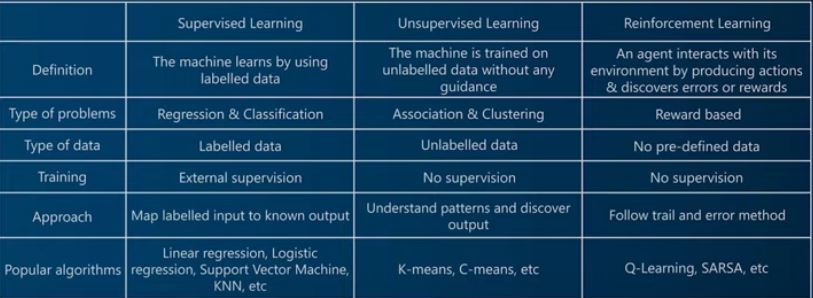 Supervised Learning
Unsupervised Learning
Reinforcement Learning
Definition
The machine learns by using
labelled data
The machine is trained on
unlabelled data without any
guidance
An agent interacts with its
environment by producing actions
& discovers errors or rewards
Type of problems
Regression & Classification
Association & Clustering
Reward based
Type of data
Labelled data
Unlabelled data
No pre-defined data
Training
External supervision
No supervision
No supervision
Approach
Map labelled input to known output
Understand patterns and discover
output
Follow trail and error method
Popular algorithms
Linear regression, Logistic
regression, Support Vector Machine,
KNN, etc
K-means, C-means, etc
Q-Learning, SARSA, etc